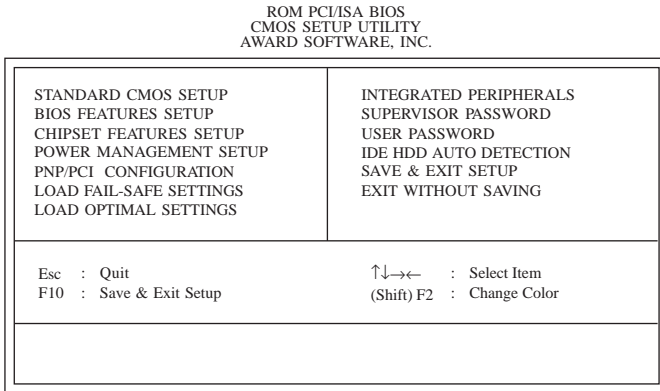 ROM PCI/ISA BIOS
CMOS SETUP UTILITY
AWARD SOFTWARE, INC.
STANDARD CMOS SETUP
BIOS FEATURES SETUP
CHIPSET FEATURES SETUP
POWER MANAGEMENT SETUP
PNP/PCI CONFIGURATION
LOAD FAIL-SAFE SETTINGS
LOAD OPTIMAL SETTINGS
INTEGRATED PERIPHERALS
SUPERVISOR PASSWORD
USER PASSWORD
IDE HDD AUTO DETECTION
SAVE & EXIT SETUP
EXIT WITHOUT SAVING
Esc : Quit
F10 : Save & Exit Setup
↑↓→← : Select Item
(Shift) F2 : Change Color